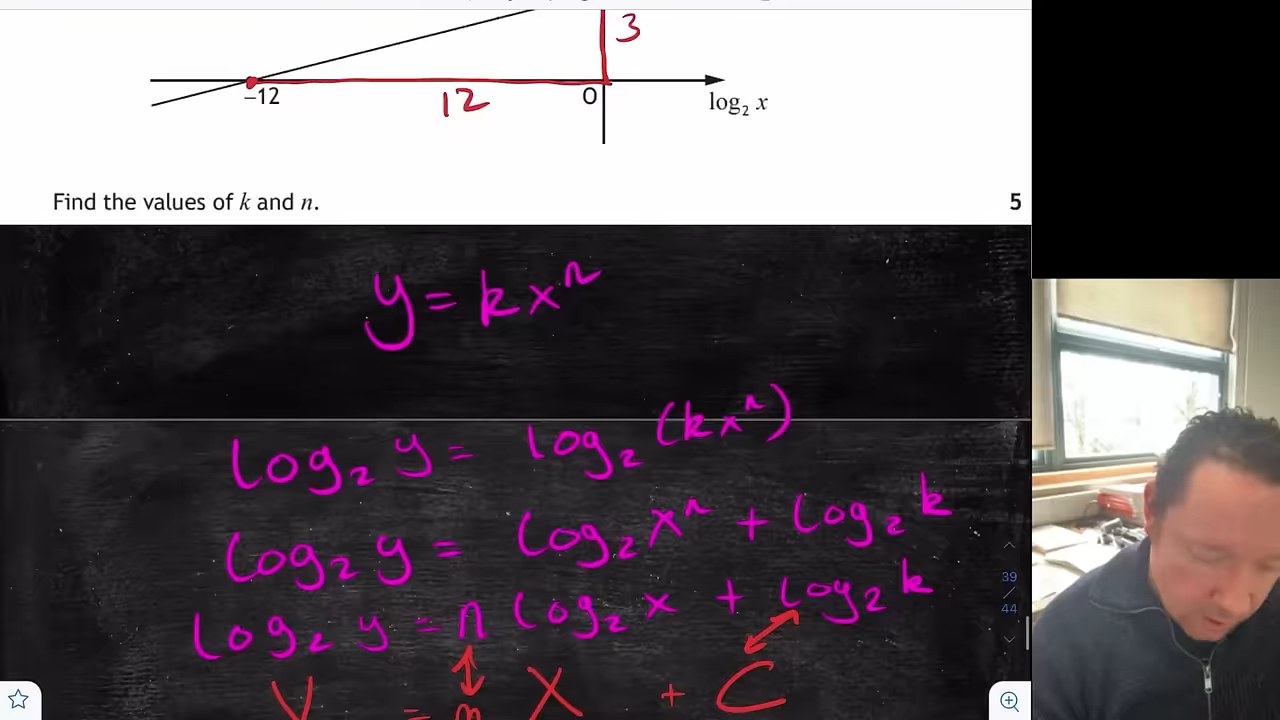 3
−12
12
O
log₂ x
Find the values of k and n.
5
y = kxⁿ
log₂ y = log₂ (kxⁿ)
log₂ y = log₂ xⁿ + log₂ k
log₂ y = n log₂ x + log₂ k
39
/
44
Y = m X + C